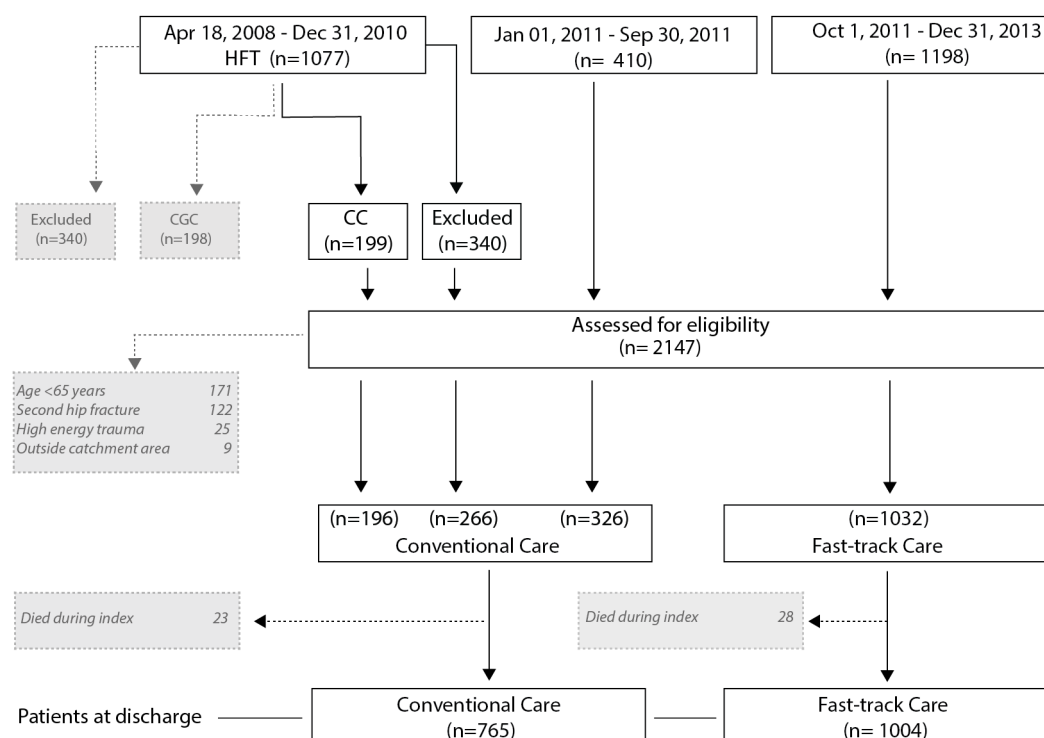 Apr 18, 2008 - Dec 31, 2010
HFT (n=1077)
Jan 01, 2011 - Sep 30, 2011
(n= 410)
Oct 1, 2011 - Dec 31, 2013
(n= 1198)
Excluded
(n=340)
CGC
(n=198)
CC
(n=199)
Excluded
(n=340)
Assessed for eligibility
(n= 2147)
Age <65 years 171
Second hip fracture 122
High energy trauma 25
Outside catchment area 9
(n=196) (n=266) (n=326)
Conventional Care
(n=1032)
Fast-track Care
Died during index 23
Died during index 28
Patients at discharge
Conventional Care
(n=765)
Fast-track Care
(n= 1004)